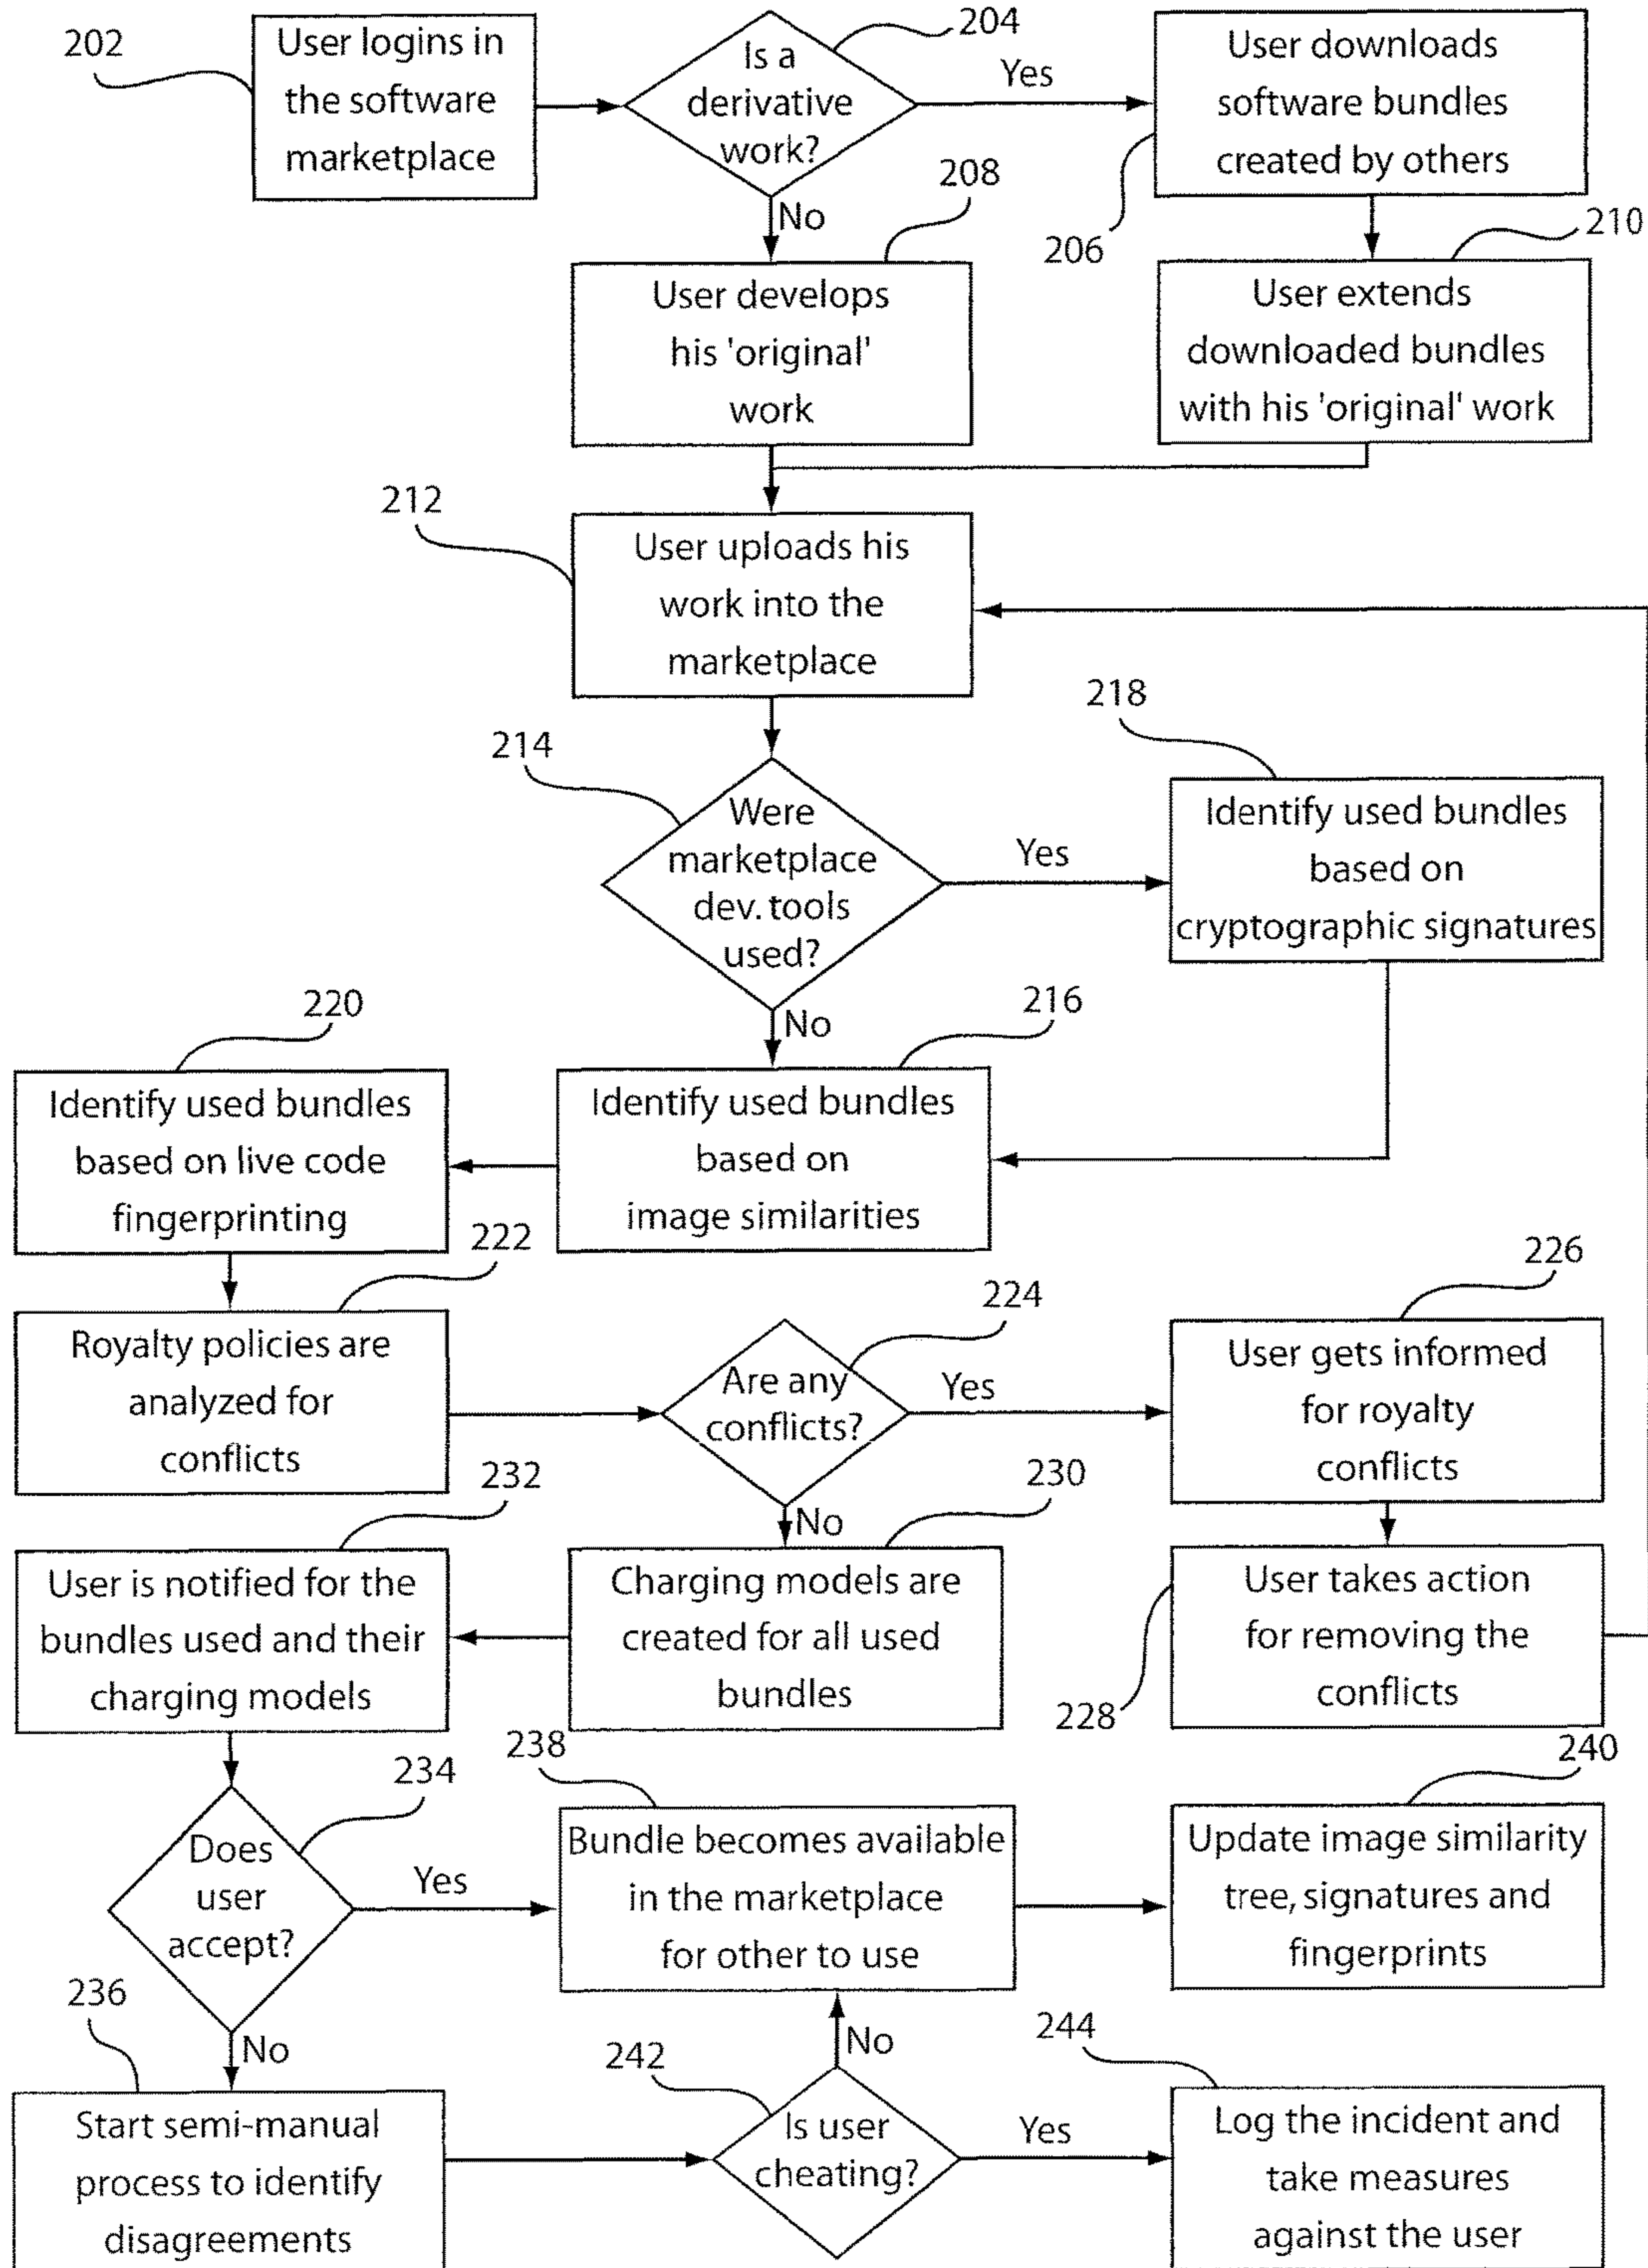 202
User logins in
the software
marketplace
204
Is a
derivative
work?
Yes
User downloads
software bundles
created by others
206
No
208
User develops
his 'original'
work
210
User extends
downloaded bundles
with his 'original' work
212
User uploads his
work into the
marketplace
214
Were
marketplace
dev. tools
used?
Yes
218
Identify used bundles
based on
cryptographic signatures
No
216
Identify used bundles
based on
image similarities
220
Identify used bundles
based on live code
fingerprinting
222
Royalty policies are
analyzed for
conflicts
224
Are any
conflicts?
Yes
226
User gets informed
for royalty
conflicts
No
228
User takes action
for removing the
conflicts
230
Charging models are
created for all used
bundles
232
User is notified for the
bundles used and their
charging models
234
Does
user
accept?
Yes
238
Bundle becomes available
in the marketplace
for other to use
240
Update image similarity
tree, signatures and
fingerprints
No
236
Start semi-manual
process to identify
disagreements
242
Is user
cheating?
No
Yes
244
Log the incident and
take measures
against the user